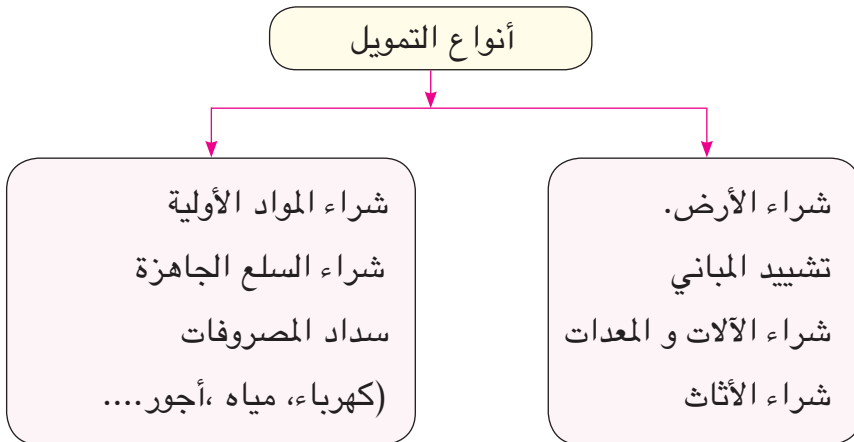 أنواع التمويل
شراء الأرض.
تشييد المباني
شراء الآلات و المعدات
شراء الأثاث
شراء المواد الأولية
شراء السلع الجاهزة
سداد المصروفات
(كهرباء، مياه ،أجور....